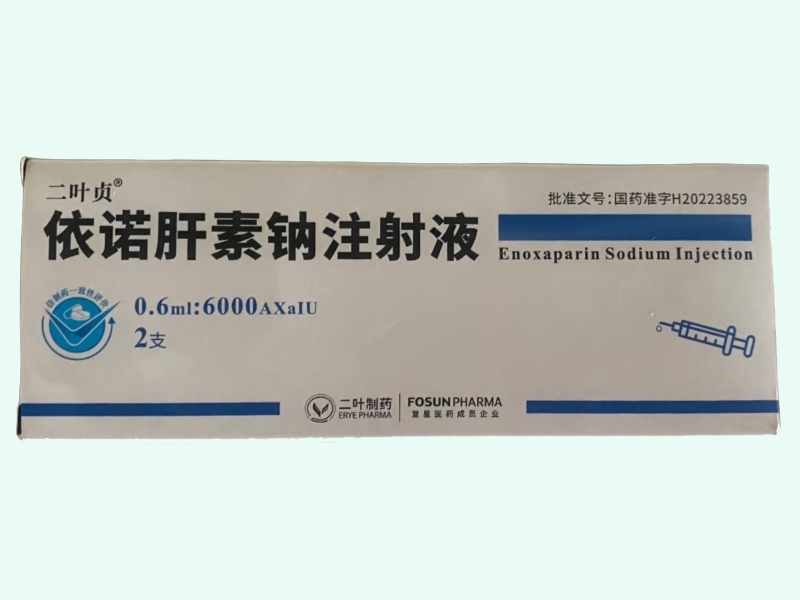 二叶贞®
批准文号:国药准字H20223859
依诺肝素钠注射液
Enoxaparin Sodium Injection
仿制药一致性评价
0.6ml:6000AXaIU
2支
二叶制药
ERYE PHARMA
FOSUN PHARMA
复星医药成员企业